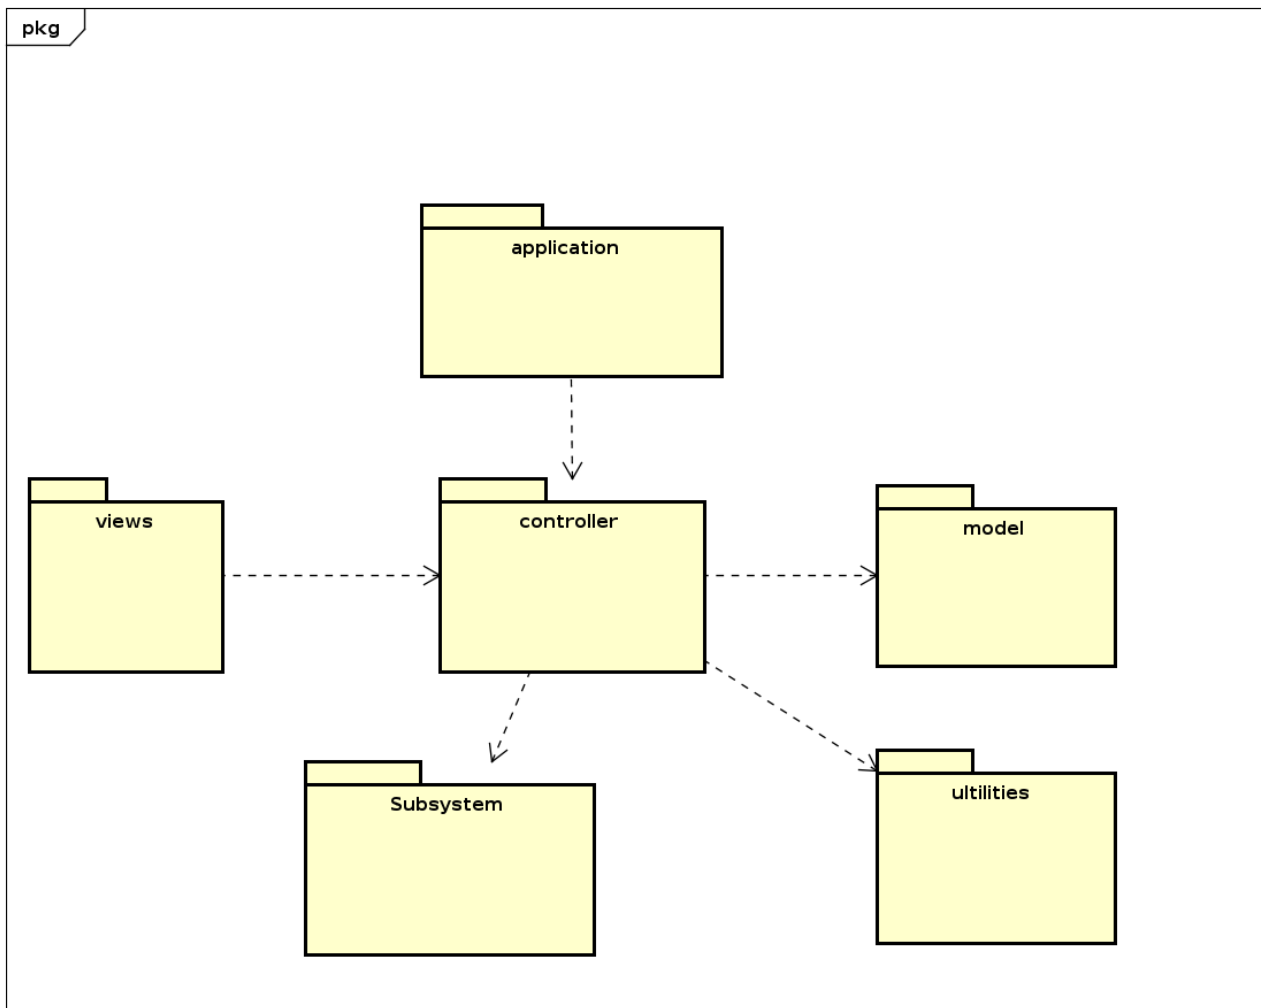 pkg
application
views
controller
model
Subsystem
ultilities